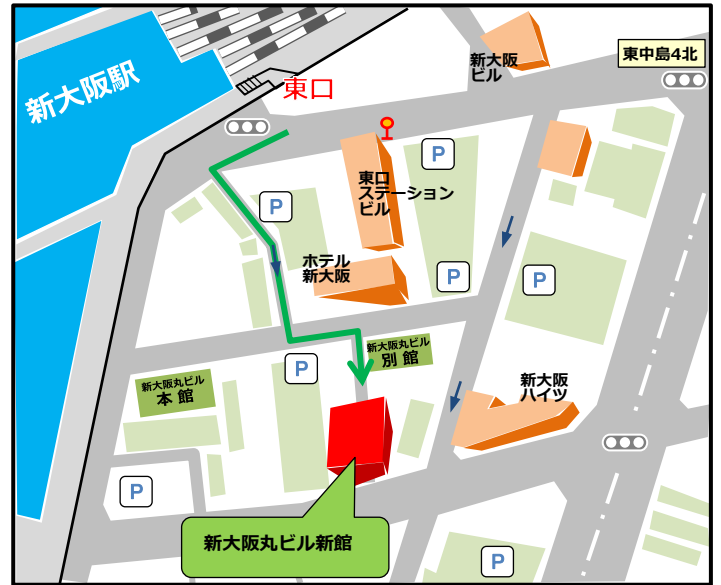 新大阪駅
東口
新大阪
ビル
東中島4北
P
東口
ステーション
ビル
P
ホテル
新大阪
P
P
新大阪丸ビル
別館
P
新大阪丸ビル
本館
新大阪
ハイツ
P
新大阪丸ビル新館
P